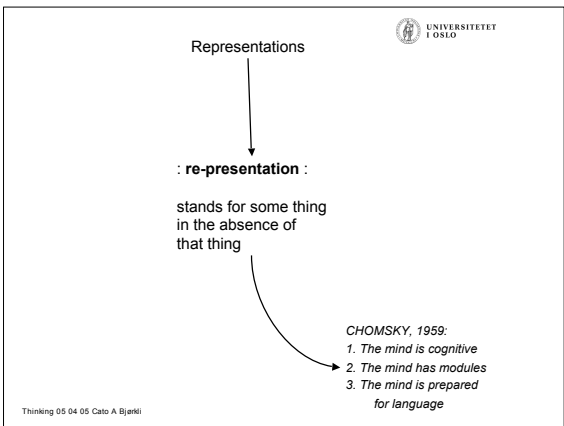 UNIVERSITETET
I OSLO
Representations
: re-presentation :
stands for some thing
in the absence of
that thing
CHOMSKY, 1959:
1. The mind is cognitive
2. The mind has modules
3. The mind is prepared
for language
Thinking 05 04 05 Cato A Bjørkli